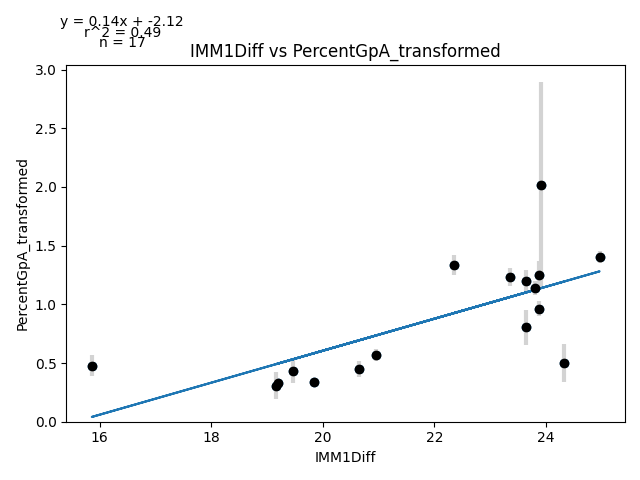 y = 0.14x + -2.12
r^2 = 0.49
n = 17
IMM1Diff vs PercentGpA_transformed
3.0
2.5
2.0
1.5
1.0
0.5
0.0
PercentGpA_transformed
16 18 20 22 24
IMM1Diff